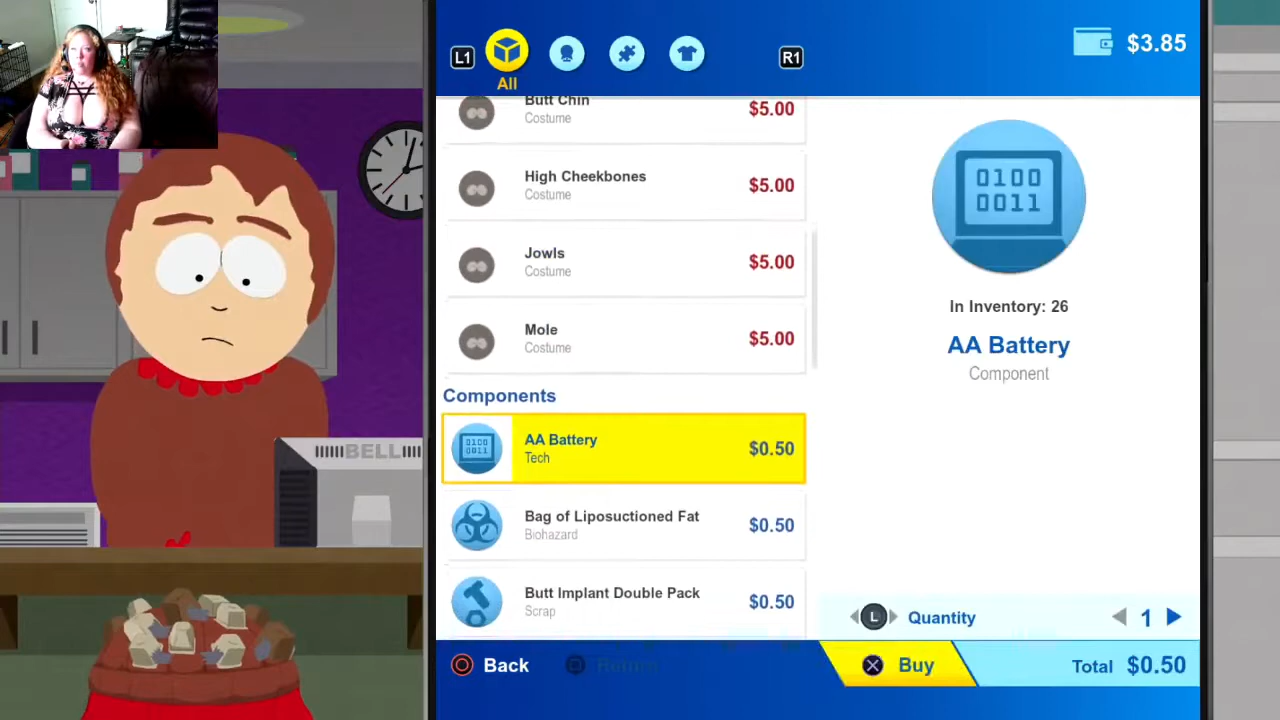 L1
R1
All
$3.85
Butt Chin
Costume
$5.00
High Cheekbones
Costume
$5.00
Jowls
Costume
$5.00
Mole
Costume
$5.00
Components
AA Battery
Tech
$0.50
Bag of Liposuctioned Fat
Biohazard
$0.50
Butt Implant Double Pack
Scrap
$0.50
0100
0011
In Inventory: 26
AA Battery
Component
L Quantity 1
Back
Return
Buy
Total $0.50
BELL